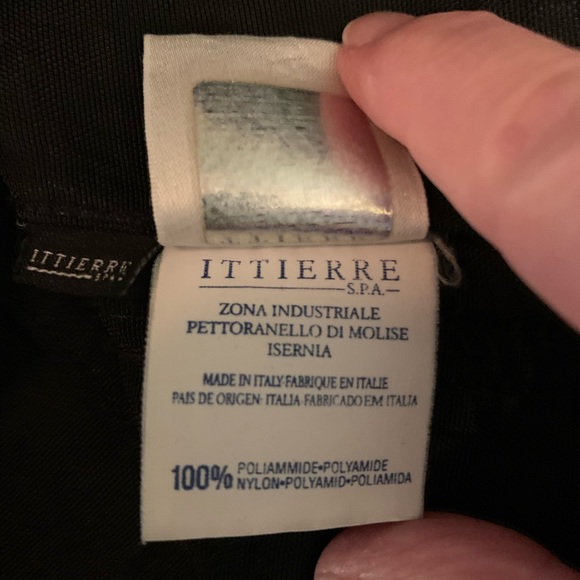 ITTIERRE
S.P.A.
ITTIERRE
S.P.A.
ZONA INDUSTRIALE
PETTORANELLO DI MOLISE
ISERNIA
MADE IN ITALY·FABRIQUE EN ITALIE
PAIS DE ORIGEN· ITALIA·FABRICADO EM ITALIA
100% POLIAMMIDE•POLYAMIDE
NYLON•POLYAMID•POLIAMIDA